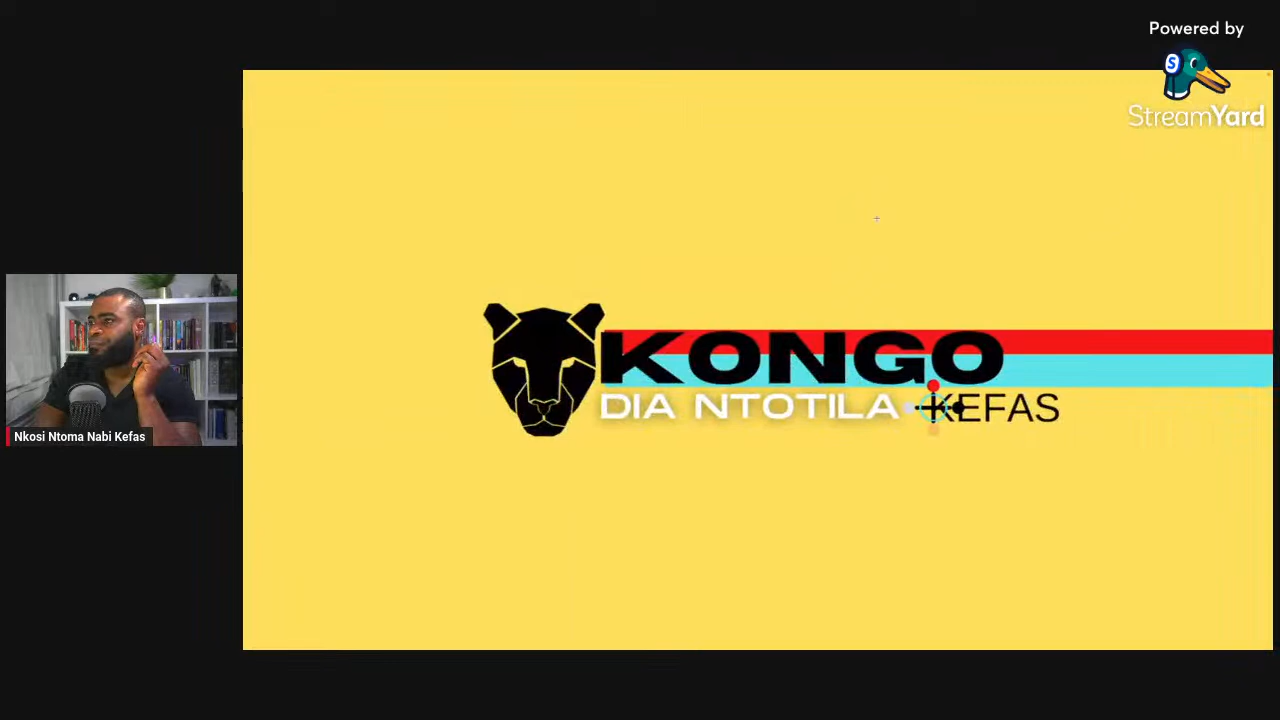 Powered by
StreamYard
KONGO
DIA NTOTILA KEFAS
Nkosi Ntoma Nabi Kefas